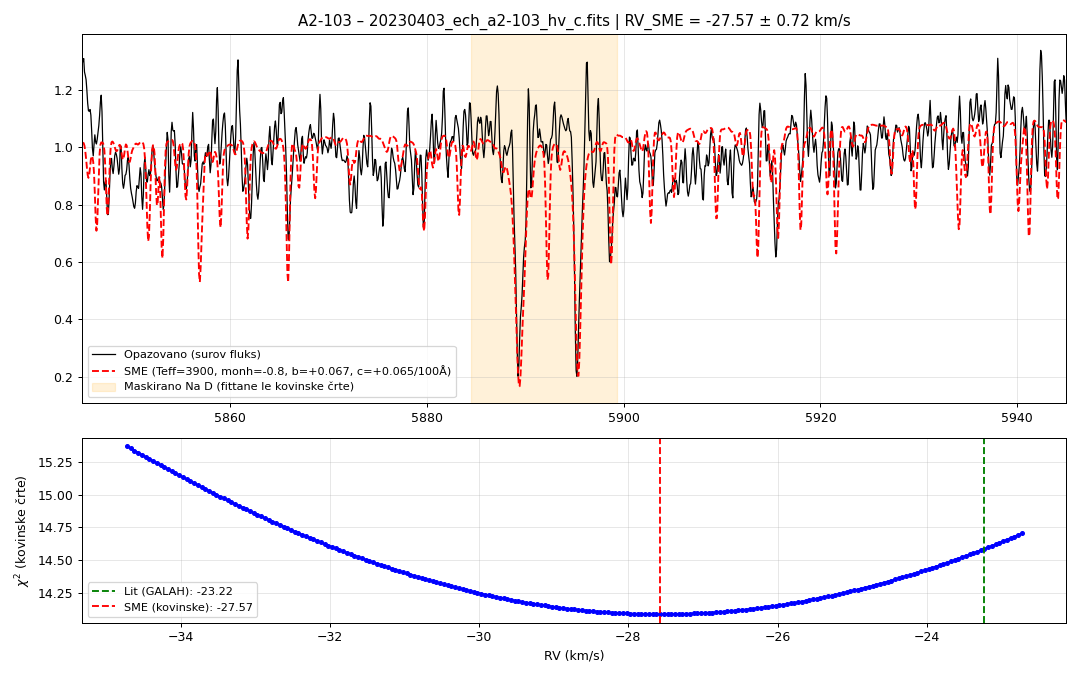 A2-103 – 20230403_ech_a2-103_hv_c.fits | RV_SME = -27.57 ± 0.72 km/s
1.2
1.0
0.8
0.6
0.4
0.2
Opazovano (surov fluks)
SME (Teff=3900, monh=-0.8, b=+0.067, c=+0.065/100Å)
Maskirano Na D (fittane le kovinske črte)
5860 5880 5900 5920 5940
χ² (kovinske črte)
15.25
15.00
14.75
14.50
14.25
Lit (GALAH): -23.22
SME (kovinske): -27.57
−34 −32 −30 −28 −26 −24
RV (km/s)